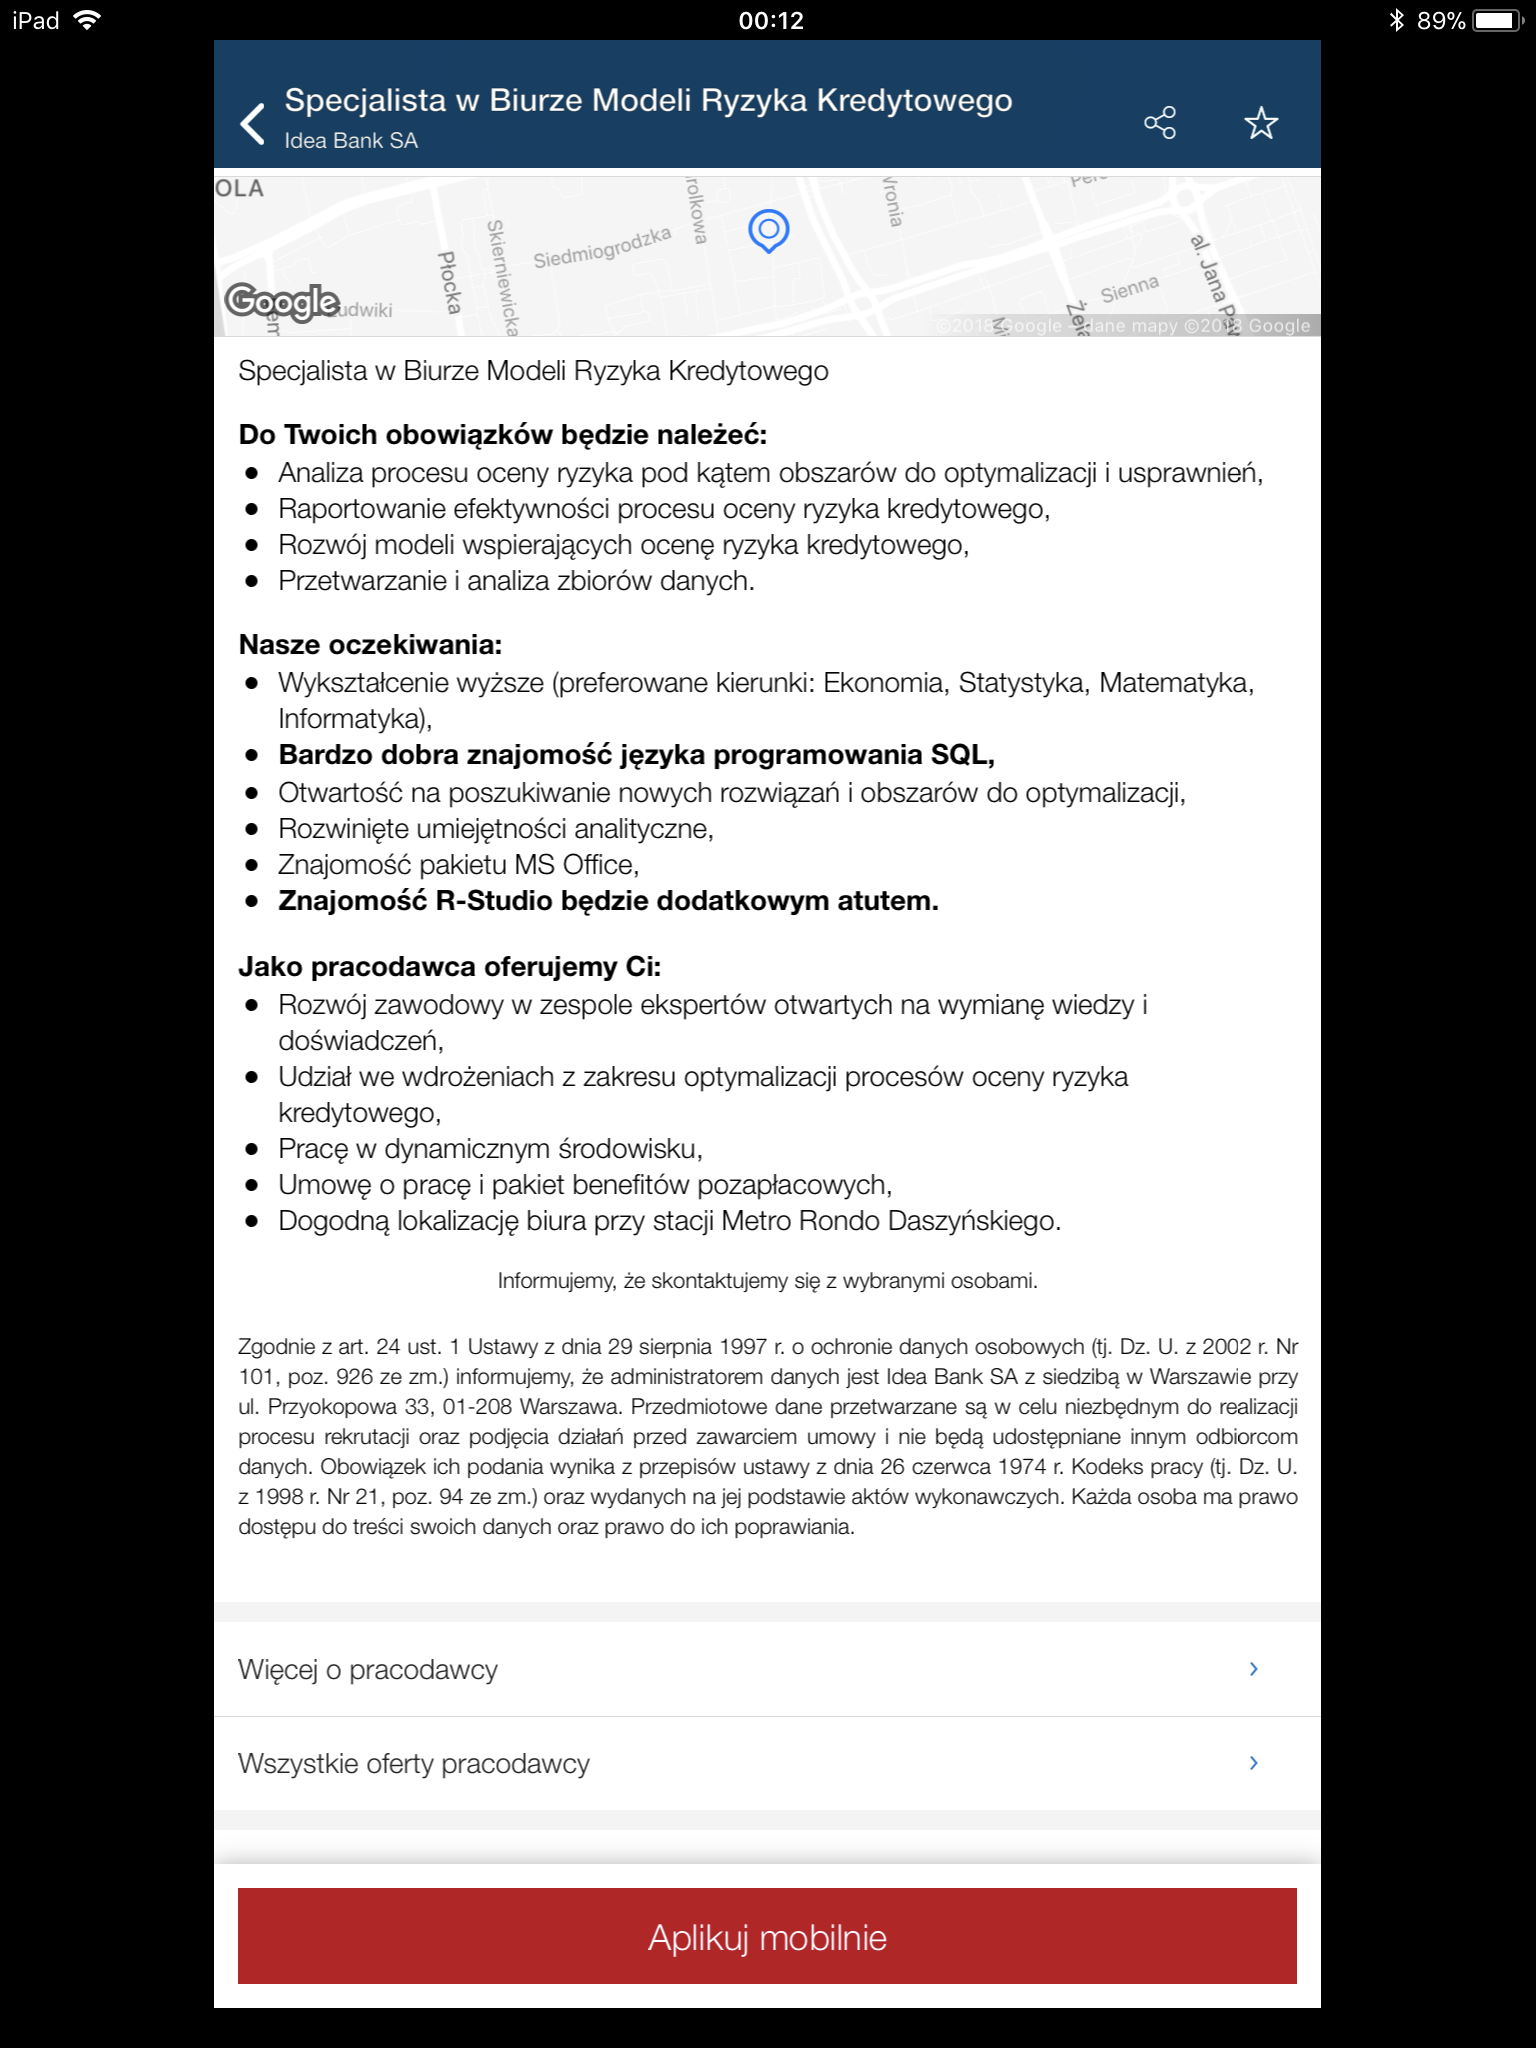 iPad
00:12
89%
Specjalista w Biurze Modeli Ryzyka Kredytowego
Idea Bank SA
OLA
Płocka
Skierniewicka
Siedmiogrodzka
Sienna
al. Jana Paw
Google
udwiki
©2018 Google - dane mapy ©2018 Google
Specjalista w Biurze Modeli Ryzyka Kredytowego
Do Twoich obowiązków będzie należeć:
● Analiza procesu oceny ryzyka pod kątem obszarów do optymalizacji i usprawnień,
● Raportowanie efektywności procesu oceny ryzyka kredytowego,
● Rozwój modeli wspierających ocenę ryzyka kredytowego,
● Przetwarzanie i analiza zbiorów danych.
Nasze oczekiwania:
● Wykształcenie wyższe (preferowane kierunki: Ekonomia, Statystyka, Matematyka,
Informatyka),
● Bardzo dobra znajomość języka programowania SQL,
● Otwartość na poszukiwanie nowych rozwiązań i obszarów do optymalizacji,
● Rozwinięte umiejętności analityczne,
● Znajomość pakietu MS Office,
● Znajomość R-Studio będzie dodatkowym atutem.
Jako pracodawca oferujemy Ci:
● Rozwój zawodowy w zespole ekspertów otwartych na wymianę wiedzy i
doświadczeń,
● Udział we wdrożeniach z zakresu optymalizacji procesów oceny ryzyka
kredytowego,
● Pracę w dynamicznym środowisku,
● Umowę o pracę i pakiet benefitów pozapłacowych,
● Dogodną lokalizację biura przy stacji Metro Rondo Daszyńskiego.
Informujemy, że skontaktujemy się z wybranymi osobami.
Zgodnie z art. 24 ust. 1 Ustawy z dnia 29 sierpnia 1997 r. o ochronie danych osobowych (tj. Dz. U. z 2002 r. Nr
101, poz. 926 ze zm.) informujemy, że administratorem danych jest Idea Bank SA z siedzibą w Warszawie przy
ul. Przyokopowa 33, 01-208 Warszawa. Przedmiotowe dane przetwarzane są w celu niezbędnym do realizacji
procesu rekrutacji oraz podjęcia działań przed zawarciem umowy i nie będą udostępniane innym odbiorcom
danych. Obowiązek ich podania wynika z przepisów ustawy z dnia 26 czerwca 1974 r. Kodeks pracy (tj. Dz. U.
z 1998 r. Nr 21, poz. 94 ze zm.) oraz wydanych na jej podstawie aktów wykonawczych. Każda osoba ma prawo
dostępu do treści swoich danych oraz prawo do ich poprawiania.
Więcej o pracodawcy
Wszystkie oferty pracodawcy
Aplikuj mobilnie